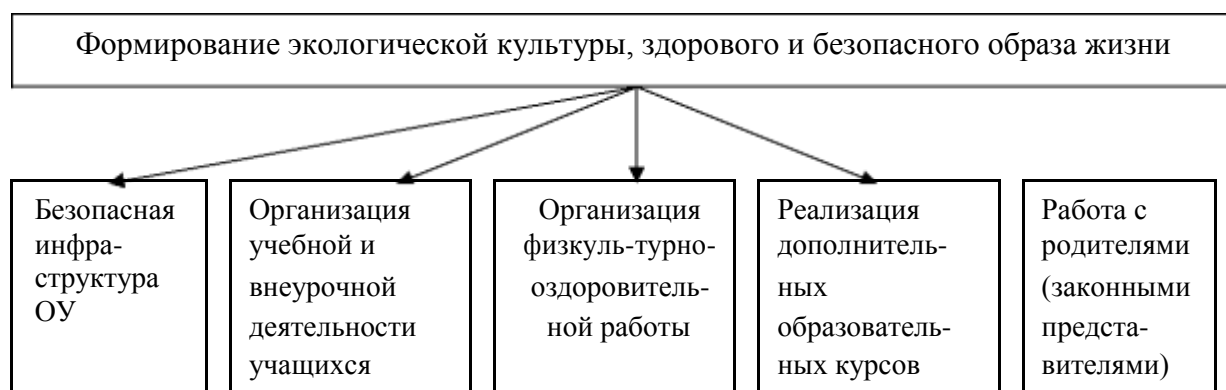 Формирование экологической культуры, здорового и безопасного образа жизни
Безопасная
инфра-
структура
ОУ
Организация
учебной и
внеурочной
деятельности
учащихся
Организация
физкуль-турно-
оздоровитель-
ной работы
Реализация
дополнитель-
ных
образователь-
ных курсов
Работа с
родителями
(законными
предста-
вителями)